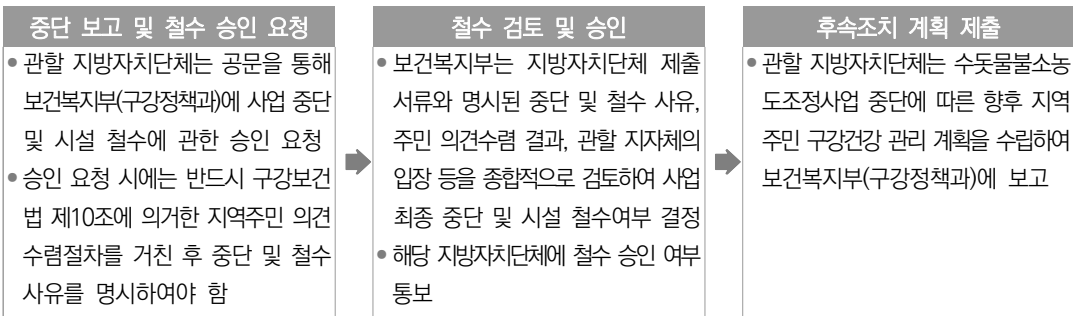 중단 보고 및 철수 승인 요청
• 관할 지방자치단체는 공문을 통해
보건복지부(구강정책과)에 사업 중단
및 시설 철수에 관한 승인 요청
• 승인 요청 시에는 반드시 구강보건
법 제10조에 의거한 지역주민 의견
수렴절차를 거친 후 중단 및 철수
사유를 명시하여야 함
철수 검토 및 승인
• 보건복지부는 지방자치단체 제출
서류와 명시된 중단 및 철수 사유,
주민 의견수렴 결과, 관할 지자체의
입장 등을 종합적으로 검토하여 사업
최종 중단 및 시설 철수여부 결정
• 해당 지방자치단체에 철수 승인 여부
통보
후속조치 계획 제출
• 관할 지방자치단체는 수돗물불소농
도조정사업 중단에 따른 향후 지역
주민 구강건강 관리 계획을 수립하여
보건복지부(구강정책과)에 보고